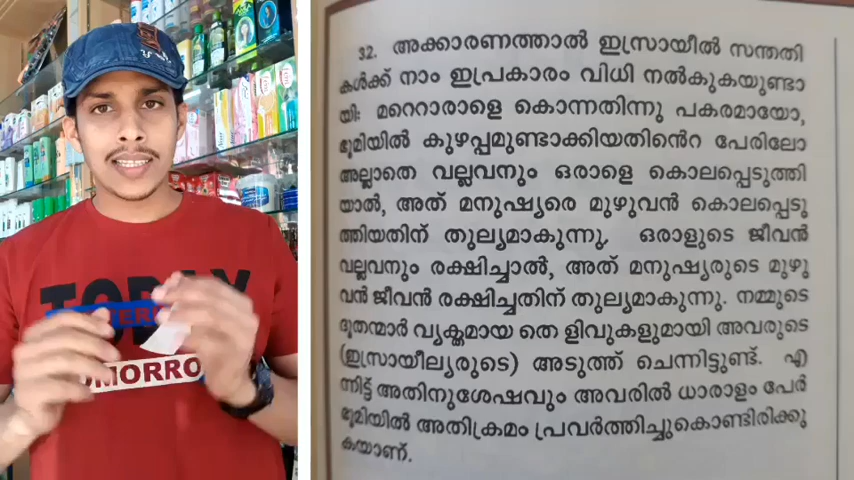 TODAY
EVER
OMORRO
32. അക്കാരണത്താൽ ഇസ്രായീൽ സന്തതി
കൾക്ക് നാം ഇപ്രകാരം വിധി നൽകുകയുണ്ടാ
യി: മറെറാരാളെ കൊന്നതിന്നു പകരമായോ,
ഭൂമിയിൽ കുഴപ്പമുണ്ടാക്കിയതിൻെറ പേരിലോ
അല്ലാതെ വല്ലവനും ഒരാളെ കൊലപ്പെടുത്തി
യാൽ, അത് മനുഷ്യരെ മുഴുവൻ കൊലപ്പെടു
ത്തിയതിന് തുല്യമാകുന്നു. ഒരാളുടെ ജീവൻ
വല്ലവനും രക്ഷിച്ചാൽ, അത് മനുഷ്യരുടെ മുഴു
വൻ ജീവൻ രക്ഷിച്ചതിന് തുല്യമാകുന്നു. നമ്മുടെ
ദൂതന്മാർ വ്യക്തമായ തെ ളിവുകളുമായി അവരുടെ
(ഇസ്രായീല്യരുടെ) അടുത്ത് ചെന്നിട്ടുണ്ട്. എ
ന്നിട്ട് അതിനുശേഷവും അവരിൽ ധാരാളം പേർ
ഭൂമിയിൽ അതിക്രമം പ്രവർത്തിച്ചുകൊണ്ടിരിക്കു
കയാണ്.